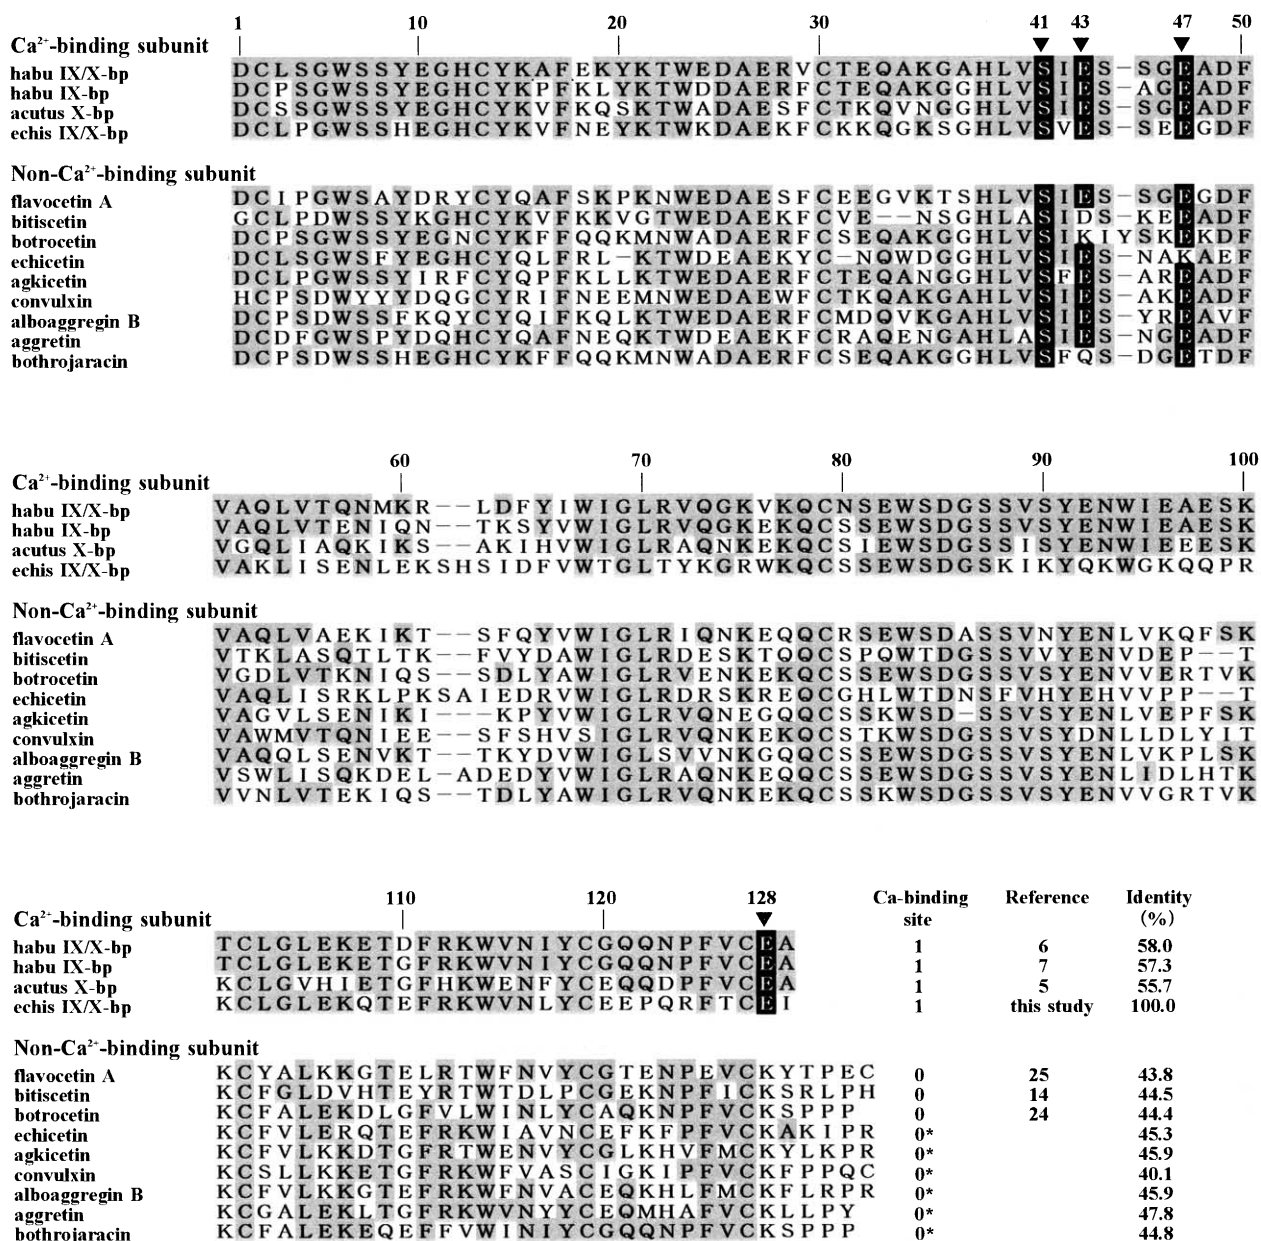 1 10 20 30 41 43 47 50
Ca²⁺-binding subunit
habu IX/X-bp DCLSGWSSYEGHCYKAFEKYKTWEDAERVCTEQAKGAHLVSIES-SGEADF
habu IX-bp DCPSGWSSYEGHCYKPFKLYKTWDDAERFCTEQAKGGHLVSIES-AGEADF
acutus X-bp DCSSGWSSYEGHCYKVFKQSKTWADAESFCTKQVNGGHLVSIES-SGEADF
echis IX/X-bp DCLPGWSSHEGHCYKVFNEYKTWKDAEKFCKKQGKSGHLVSVES-SEEGDF
Non-Ca²⁺-binding subunit
flavocetin A DCIPGWSAYDRYCYQAFSKPKNWEDAESFCEEGVKTSHLVSIES-SGEGDF
bitiscetin GCLPDWSSYKGHCYKVFKKVGTWEDAEKFCVE--NSGHLASIDS-KEEADF
botrocetin DCPSGWSSYEGNCYKFFQQKMNWADAERFCSEQAKGGHLVSIKIYSKEKDF
echicetin DCLSGWSFYEGHCYQLFRL-KTWDEAEKYC-NQWDGGHLVSIES-NAKAEF
agkicetin DCLPGWSSYIRFCYQPFKLLKTWEDAERFCTEQANGGHLVSFES-AREADF
convulxin HCPSDWYYYDQGCYRIFNEEMNWEDAEWFCTKQAKGAHLVSIES-AKEADF
alboaggregin B DCPSDWSSFKQYCYQIFKQLKTWEDAERFCMDQVKGAHLVSIES-YREAVF
aggretin DCDFGWSPYDQHCYQAFNEQKTWDEAEKFCRAQENGAHLASIES-NGEADF
bothrojaracin DCPSDWSSHEGHCYKFFQQKMNWADAERFCSEQAKGGHLVSFQS-DGETDF
60 70 80 90 100
Ca²⁺-binding subunit
habu IX/X-bp VAQLVTQNMKR--LDFYIWIGLRVQGKVKQCNSEWSDGSSVSYENWIEAESK
habu IX-bp VAQLVTENIQN--TKSYVWIGLRVQGKEKQCSSEWSDGSSVSYENWIEAESK
acutus X-bp VGQLIAQKIKS--AKIHVWIGLRAQNKEKQCSIEWSDGSSISYENWIEEESK
echis IX/X-bp VAKLISENLEKSHSIDFVWTGLTYKGRWKQCSSEWSDGSKIKYQKWGKQQPR
Non-Ca²⁺-binding subunit
flavocetin A VAQLVAEKIKT--SFQYVWIGLRIQNKEQQCRSEWSDASSVNYENLVKQFSK
bitiscetin VTKLASQTLTK--FVYDAWIGLRDESKTQQCSPQWTDGSSVVYENVDEP--T
botrocetin VGDLVTKNIQS--SDLYAWIGLRVENKEKQCSSEWSDGSSVSYENVVERTVK
echicetin VAQLISRKLPKSAIEDRVWIGLRDRSKREQCGHLWTDNSFVHYEHVVPP--T
agkicetin VAGVLSENIKI---KPYVWIGLRVQNEGQQCSSKWSD-SSVSYENLVEPFSK
convulxin VAWMVTQNIEE--SFSHVSIGLRVQNKEKQCSTKWSDGSSVSYDNLLDLYIT
alboaggregin B VAQQLSENVKT--TKYDVWIGLSVVNKGQQCSSEWSDGSSVSYENLVKPLSK
aggretin VSWLISQKDEL-ADEDYVWIGLRAQNKEQQCSSEWSDGSSVSYENLIDLHTK
bothrojaracin VVNLVTEKIQS--TDLYAWIGLRVQNKEKQCSSKWSDGSSVSYENVVGRTVK
110 120 128 Ca-binding site Reference Identity (%)
Ca²⁺-binding subunit
habu IX/X-bp TCLGLEKETDFRKWVNIYCGQQNPFVCEA 1 6 58.0
habu IX-bp TCLGLEKETGFRKWVNIYCGQQNPFVCEA 1 7 57.3
acutus X-bp KCLGVHIETGFHKWENFYCEQQDPFVCEA 1 5 55.7
echis IX/X-bp KCLGLEKQTEFRKWVNLYCEEPQRFTCEI 1 this study 100.0
Non-Ca²⁺-binding subunit
flavocetin A KCYALKKGTELRTWFNVYCGTENPEVCKYTPEC 0 25 43.8
bitiscetin KCFGLDVHTEYRTWTDLPCGEKNPFICKSRLPH 0 14 44.5
botrocetin KCFALEKDLGFVLWINLYCAQKNPFVCKSPPP 0 24 44.4
echicetin KCFVLERQTEFRKWIAVNCEFKFPFVCKAKIPR 0* 45.3
agkicetin KCFVLKKDTGFRTWENVYCGLKHVFMCKYLKPR 0* 45.9
convulxin KCSLLKKETGFRKWFVASCIGKIPFVCKFPPQC 0* 40.1
alboaggregin B KCFVLKKGTEFRKWFNVACEQKHLFMCKFLRPR 0* 45.9
aggretin KCGALEKLTGFRKWVNYYCEQMHAFVCKLLPY 0* 47.8
bothrojaracin KCFALEKEQEFFVWINIYCGQQNPFVCKSPPP 0* 44.8